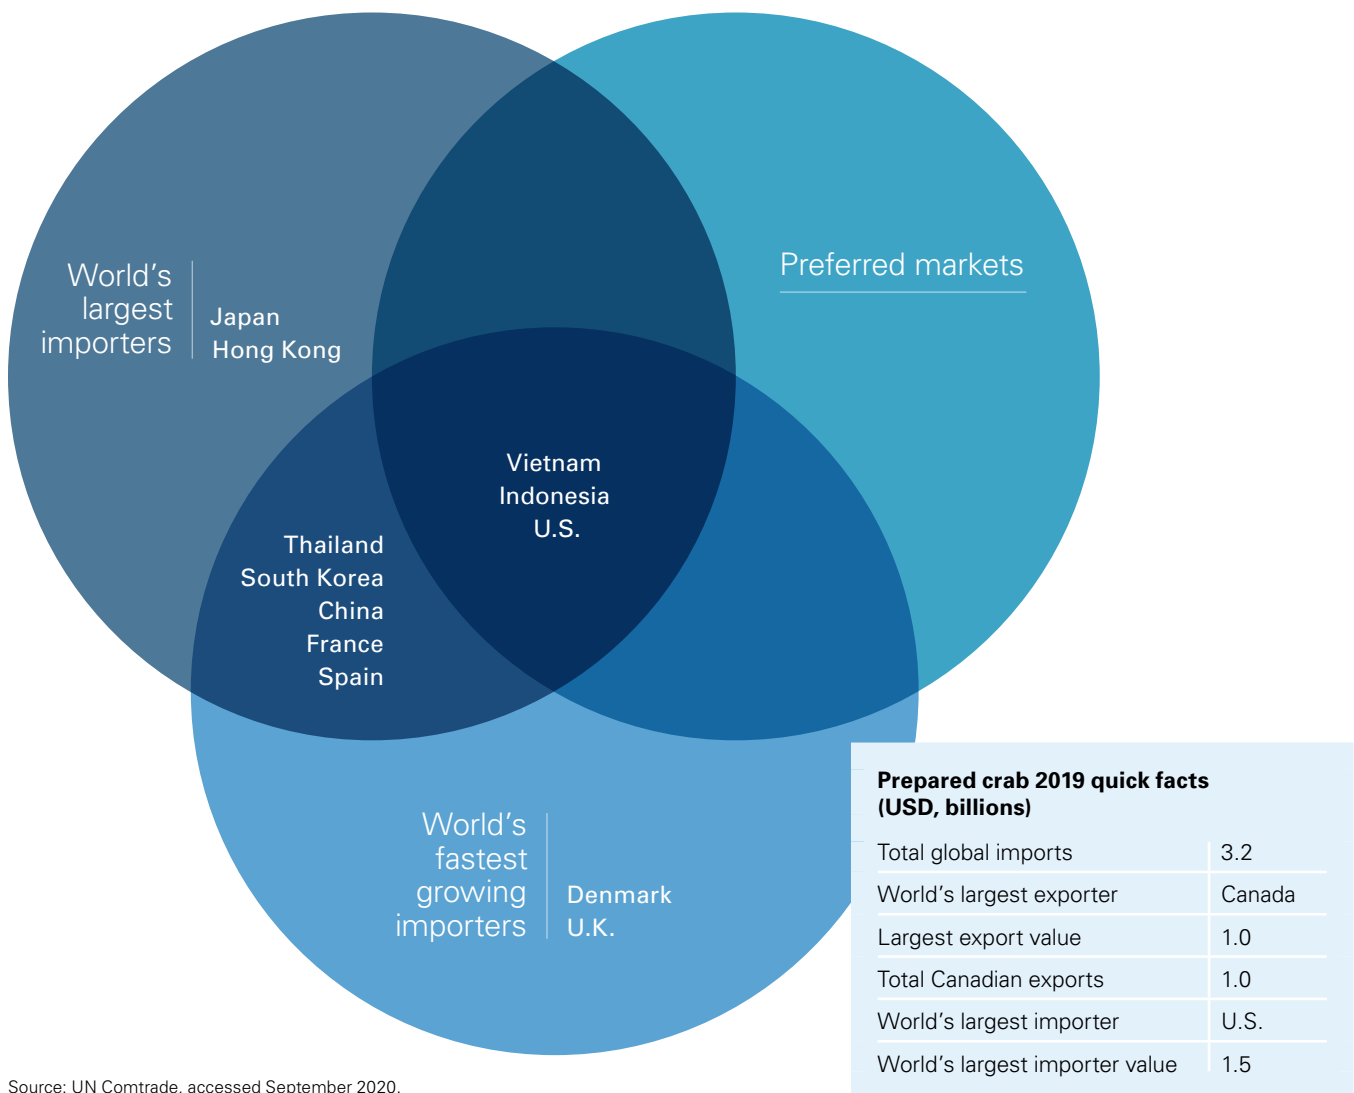 World's
largest
importers
Japan
Hong Kong
Preferred markets
Vietnam
Indonesia
U.S.
Thailand
South Korea
China
France
Spain
World's
fastest
growing
importers
Denmark
U.K.
Prepared crab 2019 quick facts
(USD, billions)
Total global imports 3.2
World's largest exporter Canada
Largest export value 1.0
Total Canadian exports 1.0
World's largest importer U.S.
World's largest importer value 1.5
Source: UN Comtrade, accessed September 2020.